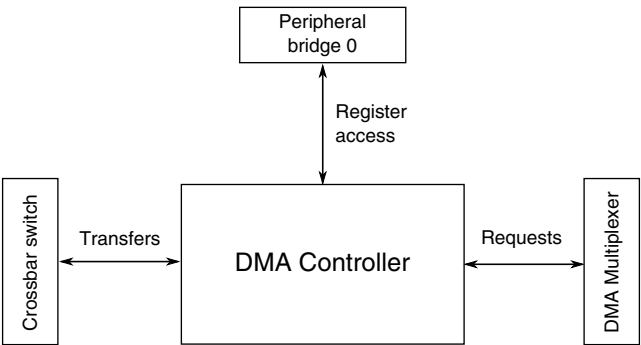 Peripheral
bridge 0
Register
access
Crossbar switch
Transfers
DMA Controller
Requests
DMA Multiplexer